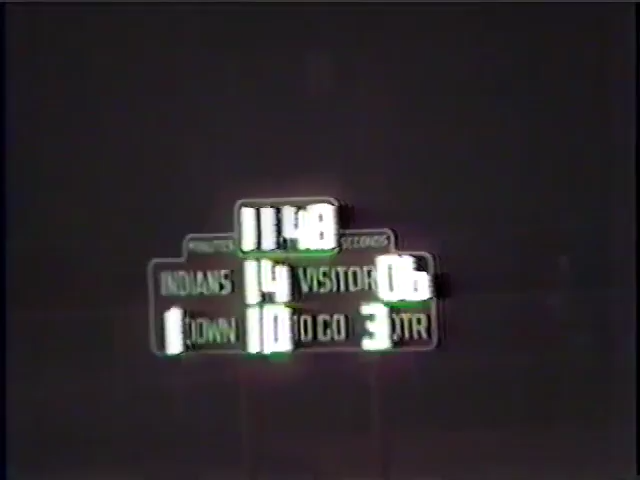 MINUTES 11 48 SECONDS
INDIANS 14 VISITOR 06
1 DOWN 10 TO GO 3 QTR